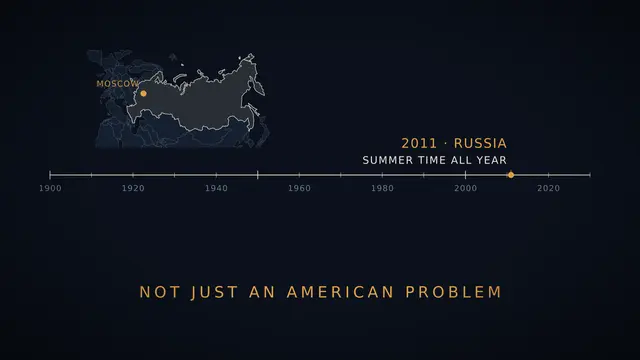 MOSCOW
2011 · RUSSIA
SUMMER TIME ALL YEAR
1900 1920 1940 1960 1980 2000 2020
NOT JUST AN AMERICAN PROBLEM